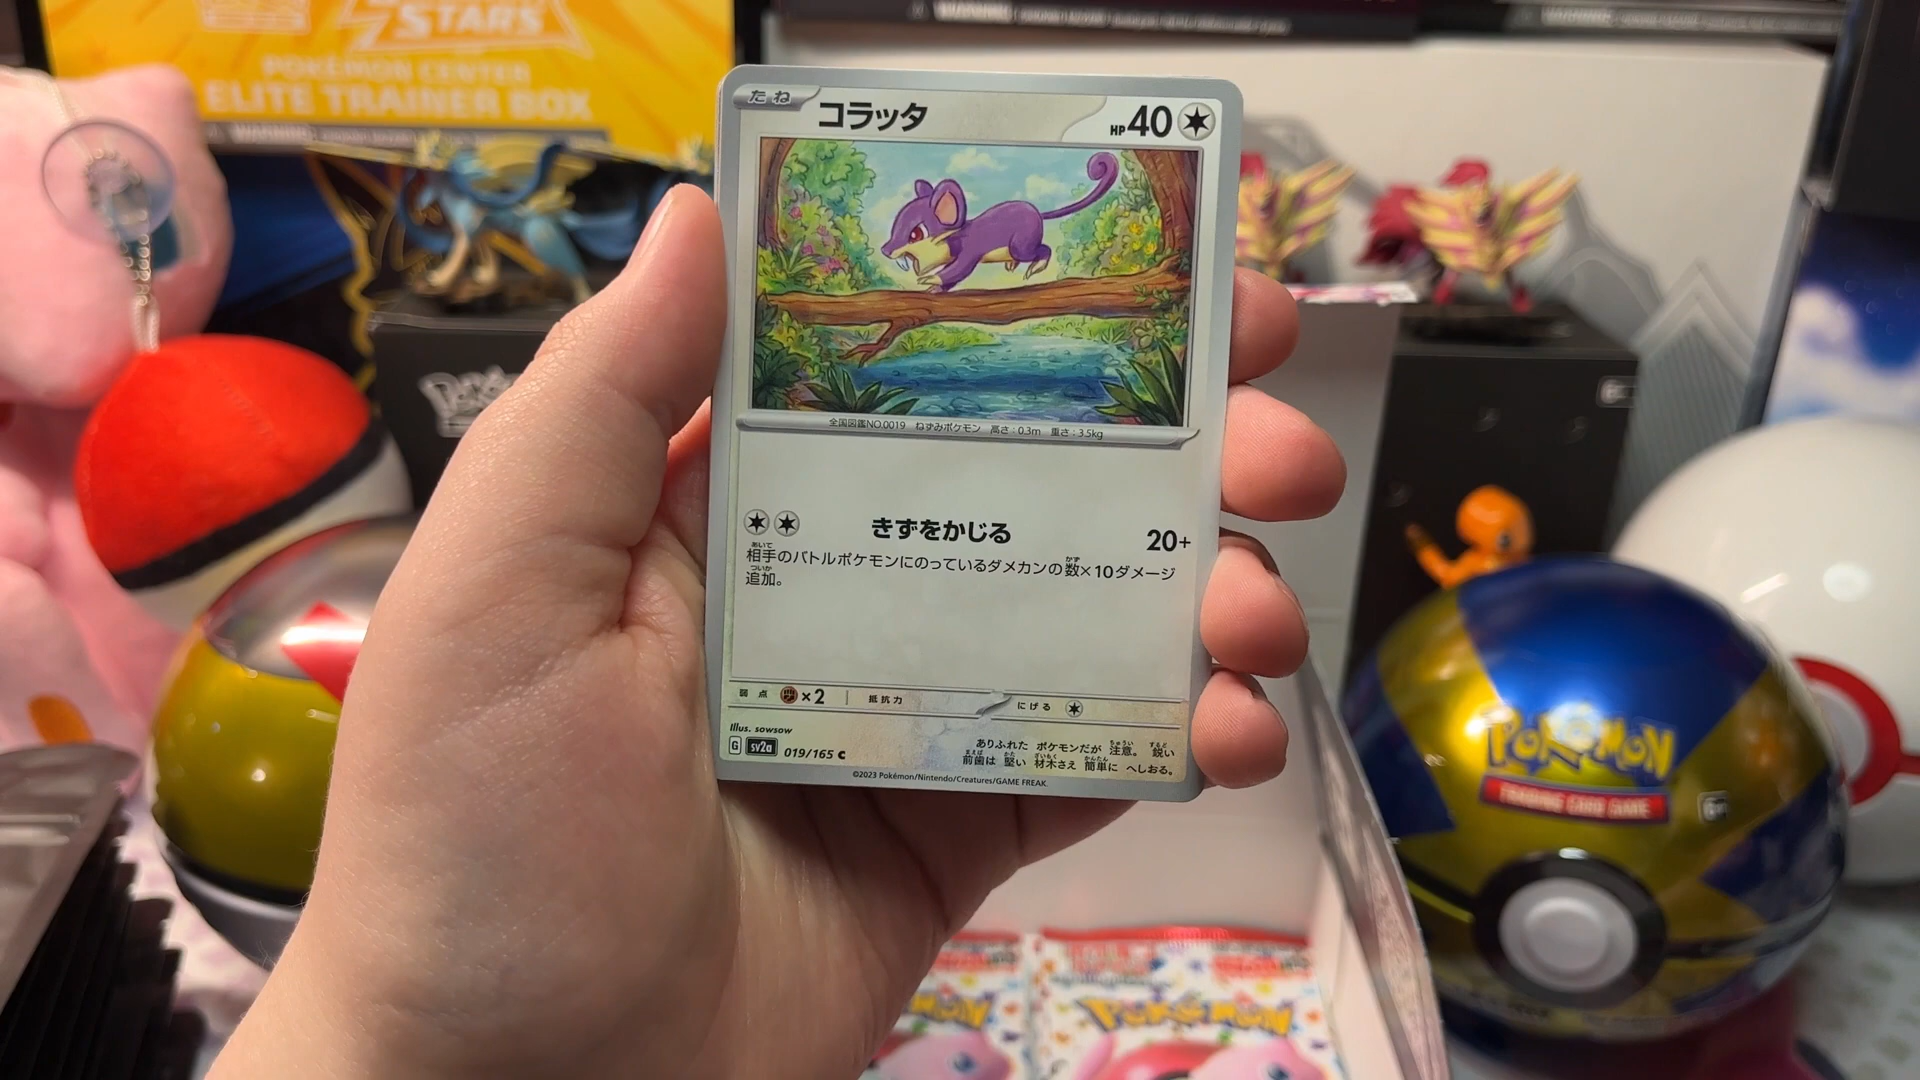 STARS
POKÉMON CENTER
ELITE TRAINER BOX
WARNING
WARNING
WARNING
たね
コラッタ
HP40
全国図鑑NO.0019 ねずみポケモン 高さ:0.3m 重さ:3.5kg
きずをかじる 20+
相手のバトルポケモンにのっているダメカンの数×10ダメージ
追加。
弱点 ×2 抵抗力 にげる
Illus. sowsow
G sv2a 019/165 C
ありふれた ポケモンだが 注意。 鋭い
前歯は 堅い 材木さえ 簡単に へしおる。
©2023 Pokémon/Nintendo/Creatures/GAME FREAK.
POKÉMON
TRADING CARD GAME
6+
Pokémon
Pokémon